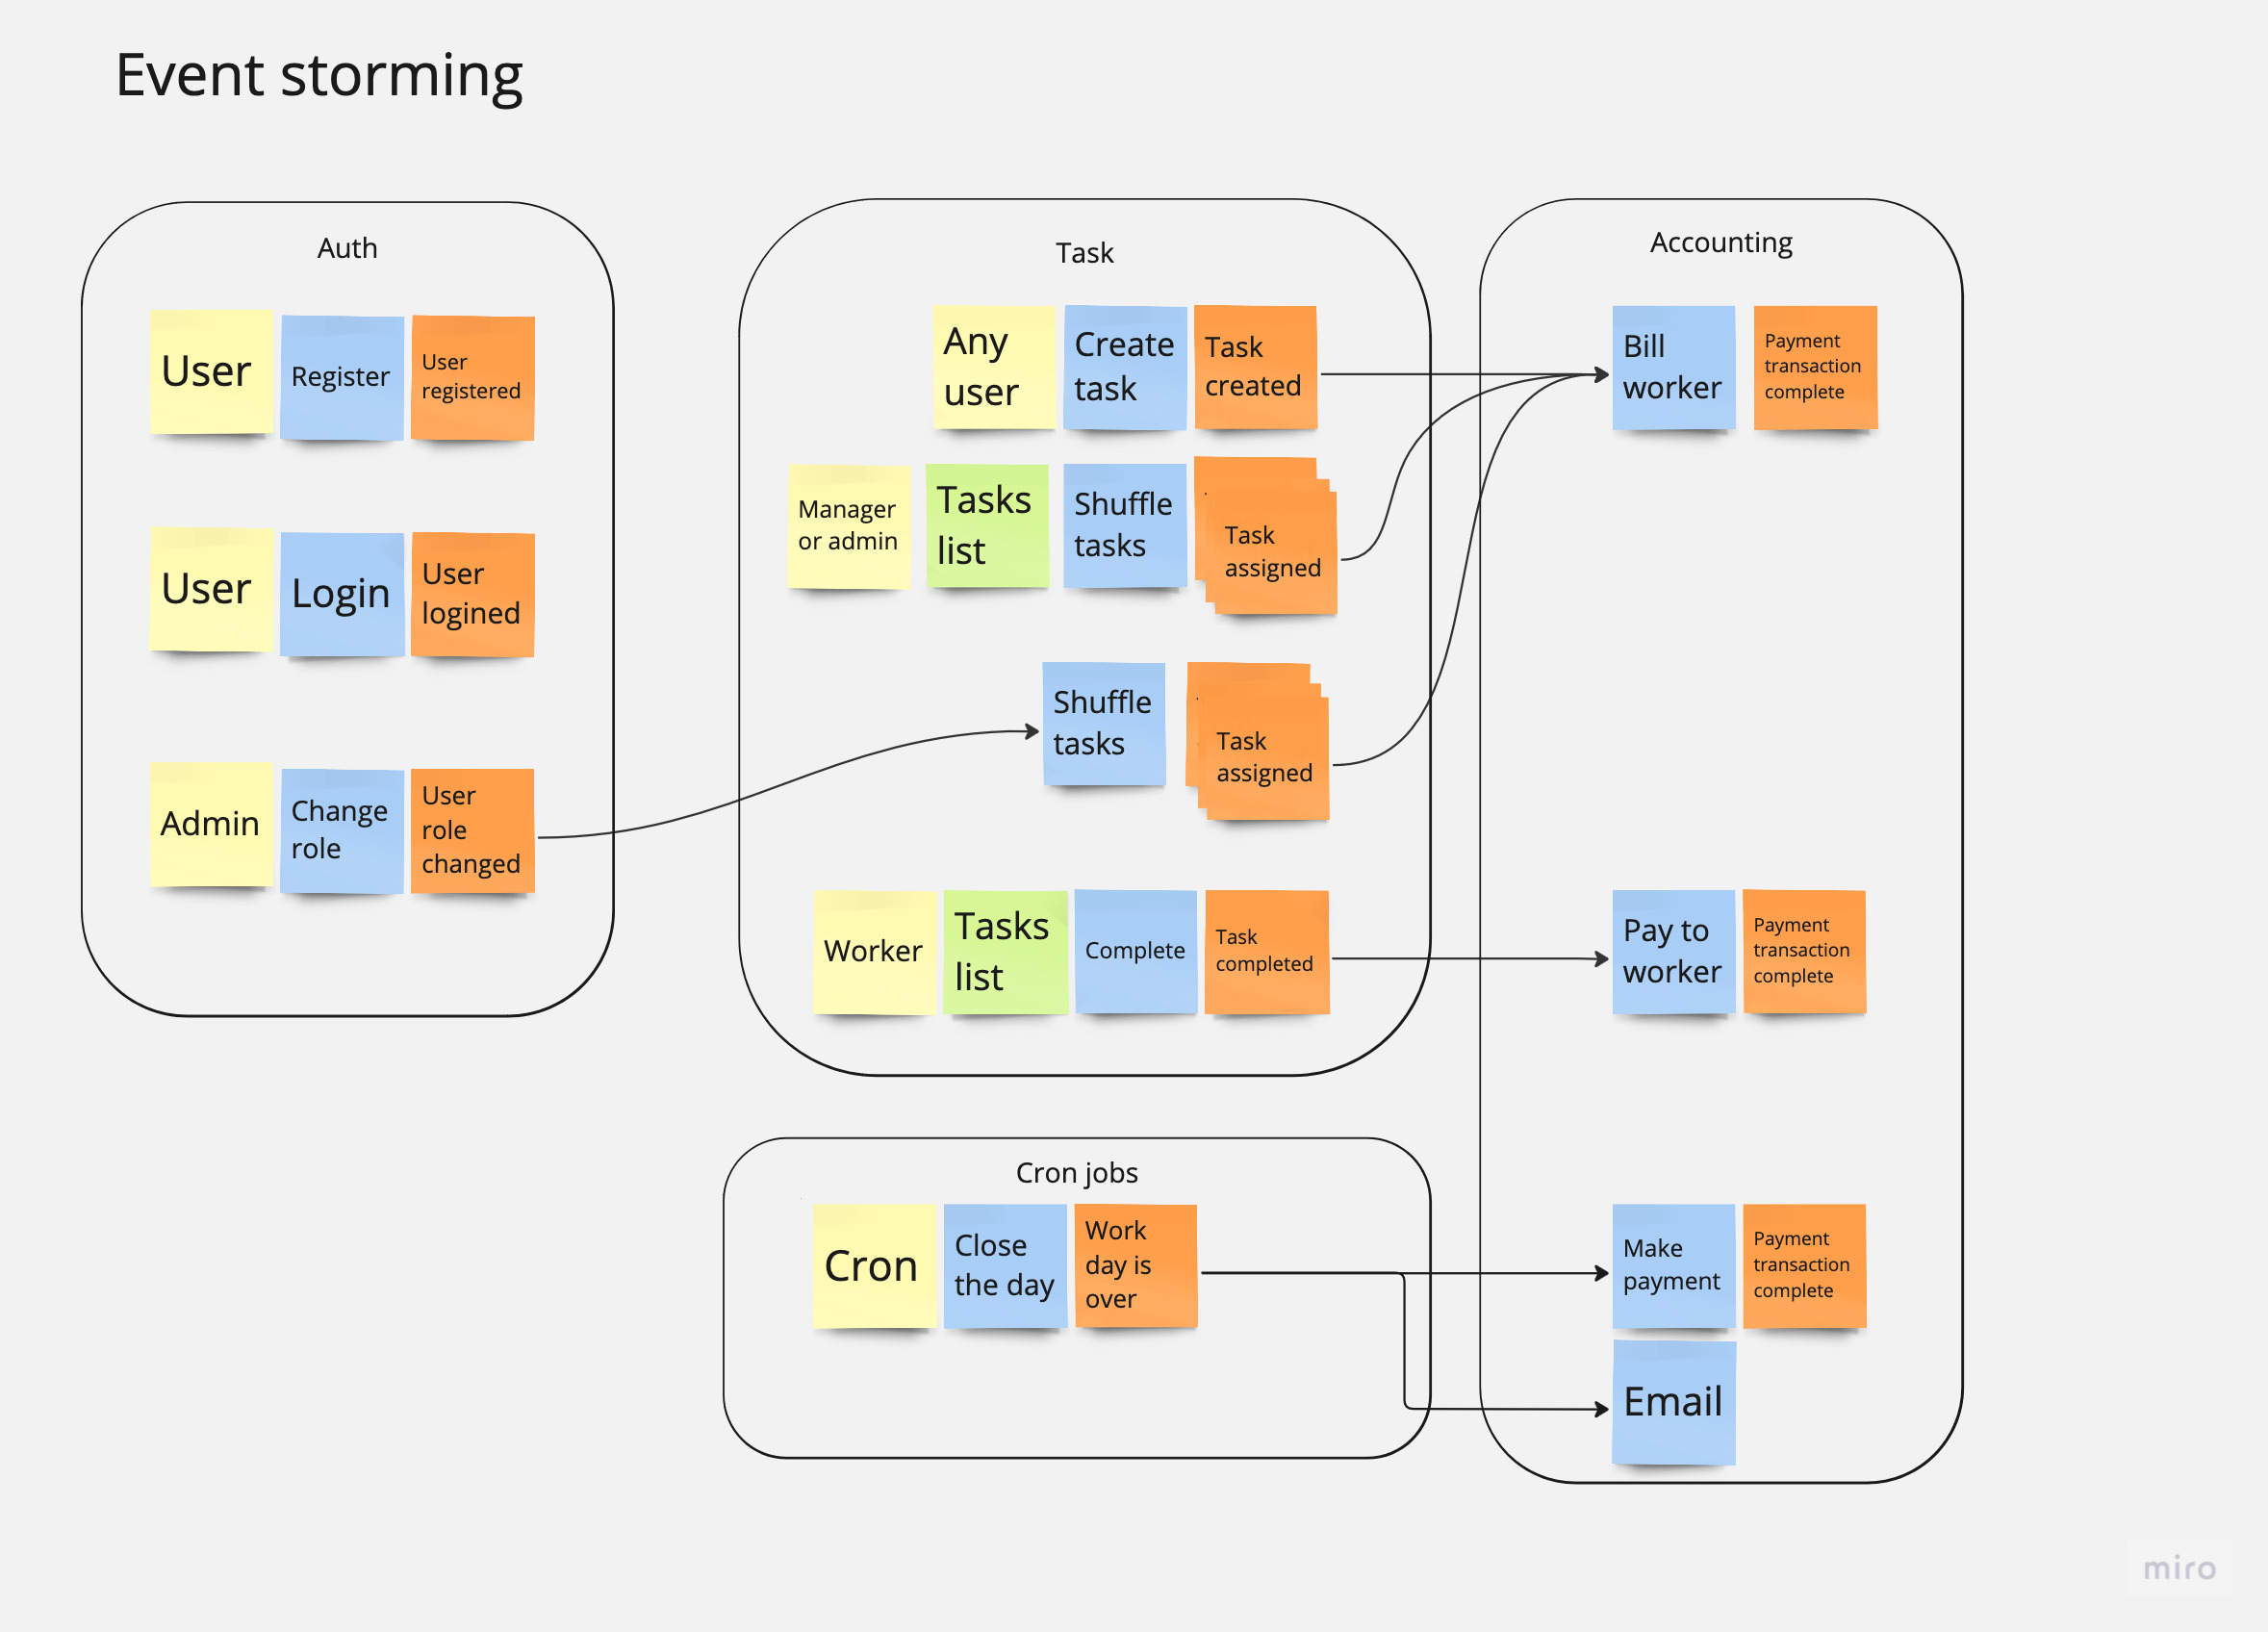 Event storming
Auth
User
Register
User
registered
User
Login
User
logined
Admin
Change
role
User
role
changed
Task
Any
user
Create
task
Task
created
Manager
or admin
Tasks
list
Shuffle
tasks
Task
assigned
Shuffle
tasks
Task
assigned
Worker
Tasks
list
Complete
Task
completed
Cron jobs
Cron
Close
the day
Work
day is
over
Accounting
Bill
worker
Payment
transaction
complete
Pay to
worker
Payment
transaction
complete
Make
payment
Payment
transaction
complete
Email
miro